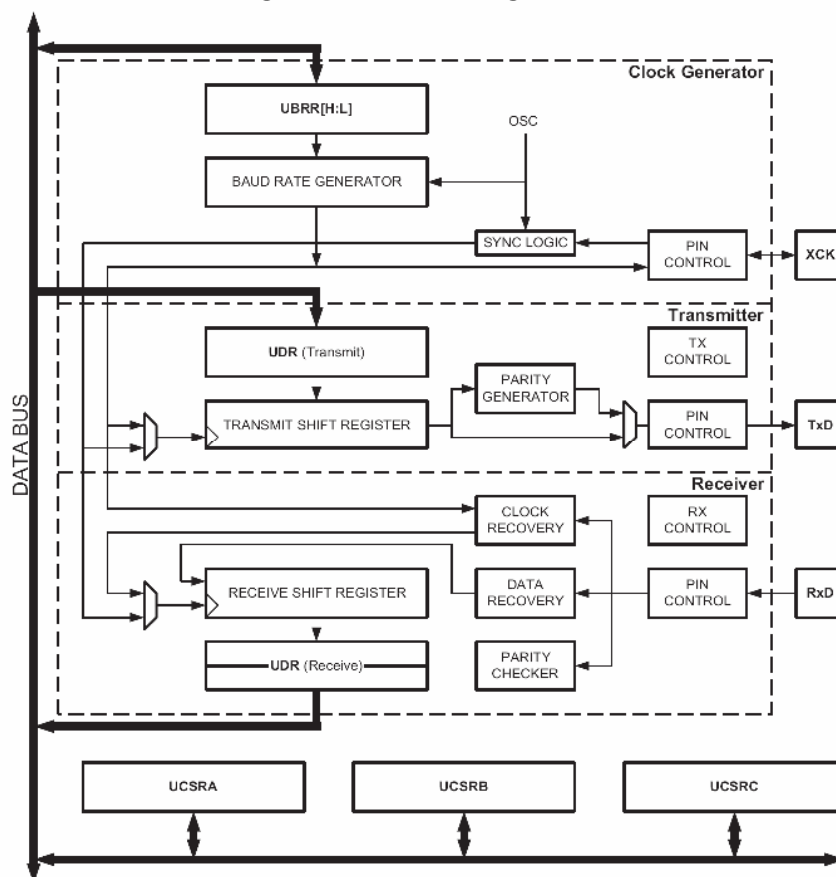 Clock Generator
UBRR[H:L]
OSC
BAUD RATE GENERATOR
SYNC LOGIC
PIN
CONTROL
XCK
Transmitter
UDR (Transmit)
TX
CONTROL
PARITY
GENERATOR
TRANSMIT SHIFT REGISTER
PIN
CONTROL
TxD
DATA BUS
Receiver
CLOCK
RECOVERY
RX
CONTROL
RECEIVE SHIFT REGISTER
DATA
RECOVERY
PIN
CONTROL
RxD
UDR (Receive)
PARITY
CHECKER
UCSRA
UCSRB
UCSRC